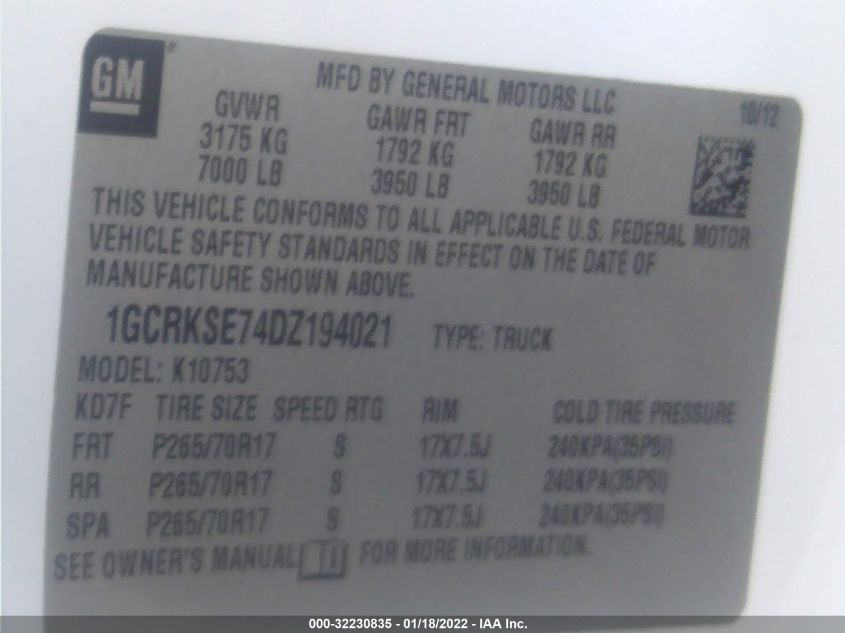 GM®
MFD BY GENERAL MOTORS LLC
10/12
GVWR GAWR FRT GAWR RR
3175 KG 1792 KG 1792 KG
7000 LB 3950 LB 3950 LB
THIS VEHICLE CONFORMS TO ALL APPLICABLE U.S. FEDERAL MOTOR
VEHICLE SAFETY STANDARDS IN EFFECT ON THE DATE OF
MANUFACTURE SHOWN ABOVE.
1GCRKSE74DZ194021 TYPE: TRUCK
MODEL: K10753
KD7F TIRE SIZE SPEED RTG RIM COLD TIRE PRESSURE
FRT P265/70R17 S 17X7.5J 240KPA(35PSI)
RR P265/70R17 S 17X7.5J 240KPA(35PSI)
SPA P265/70R17 S 17X7.5J 240KPA(35PSI)
SEE OWNER'S MANUAL FOR MORE INFORMATION.
000-32230835 - 01/18/2022 - IAA Inc.